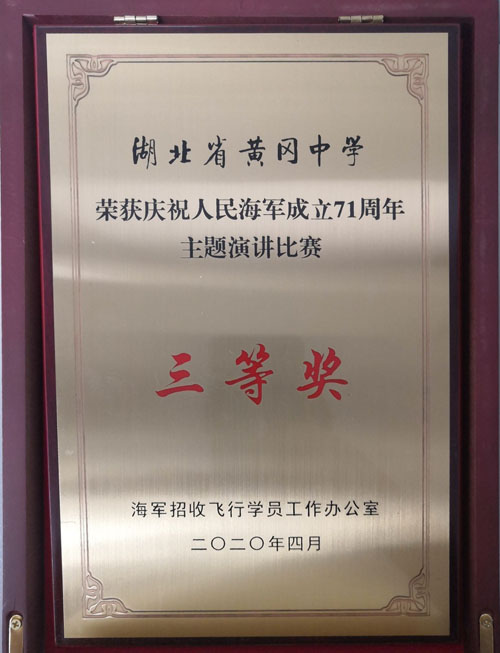 湖北省黄冈中学
荣获庆祝人民海军成立71周年
主题演讲比赛
三等奖
海军招收飞行学员工作办公室
二〇二〇年四月